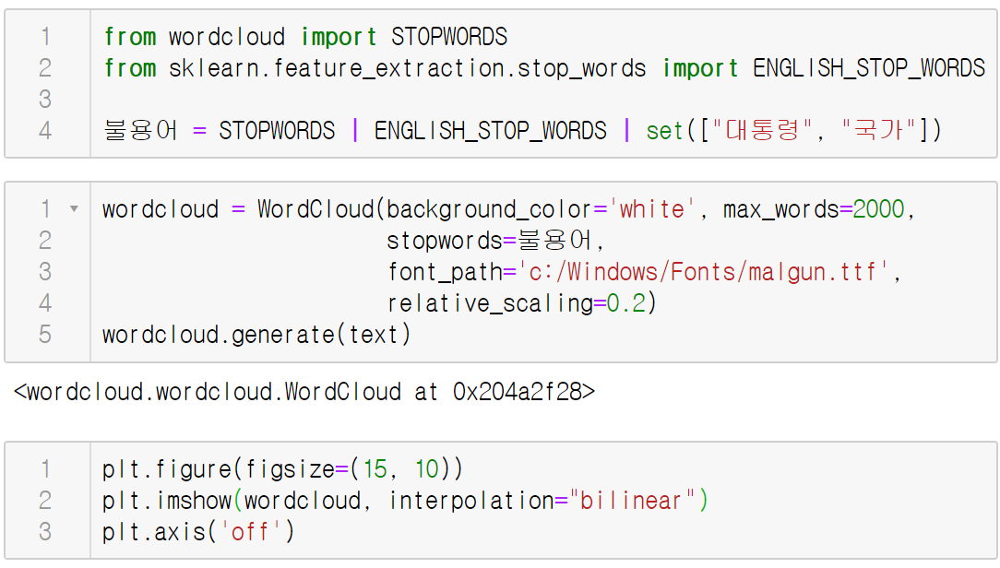 1 from wordcloud import STOPWORDS
2 from sklearn.feature_extraction.stop_words import ENGLISH_STOP_WORDS
3
4 불용어 = STOPWORDS | ENGLISH_STOP_WORDS | set(["대통령", "국가"])
1 wordcloud = WordCloud(background_color='white', max_words=2000,
2 stopwords=불용어,
3 font_path='c:/Windows/Fonts/malgun.ttf',
4 relative_scaling=0.2)
5 wordcloud.generate(text)
<wordcloud.wordcloud.WordCloud at 0x204a2f28>
1 plt.figure(figsize=(15, 10))
2 plt.imshow(wordcloud, interpolation="bilinear")
3 plt.axis('off')